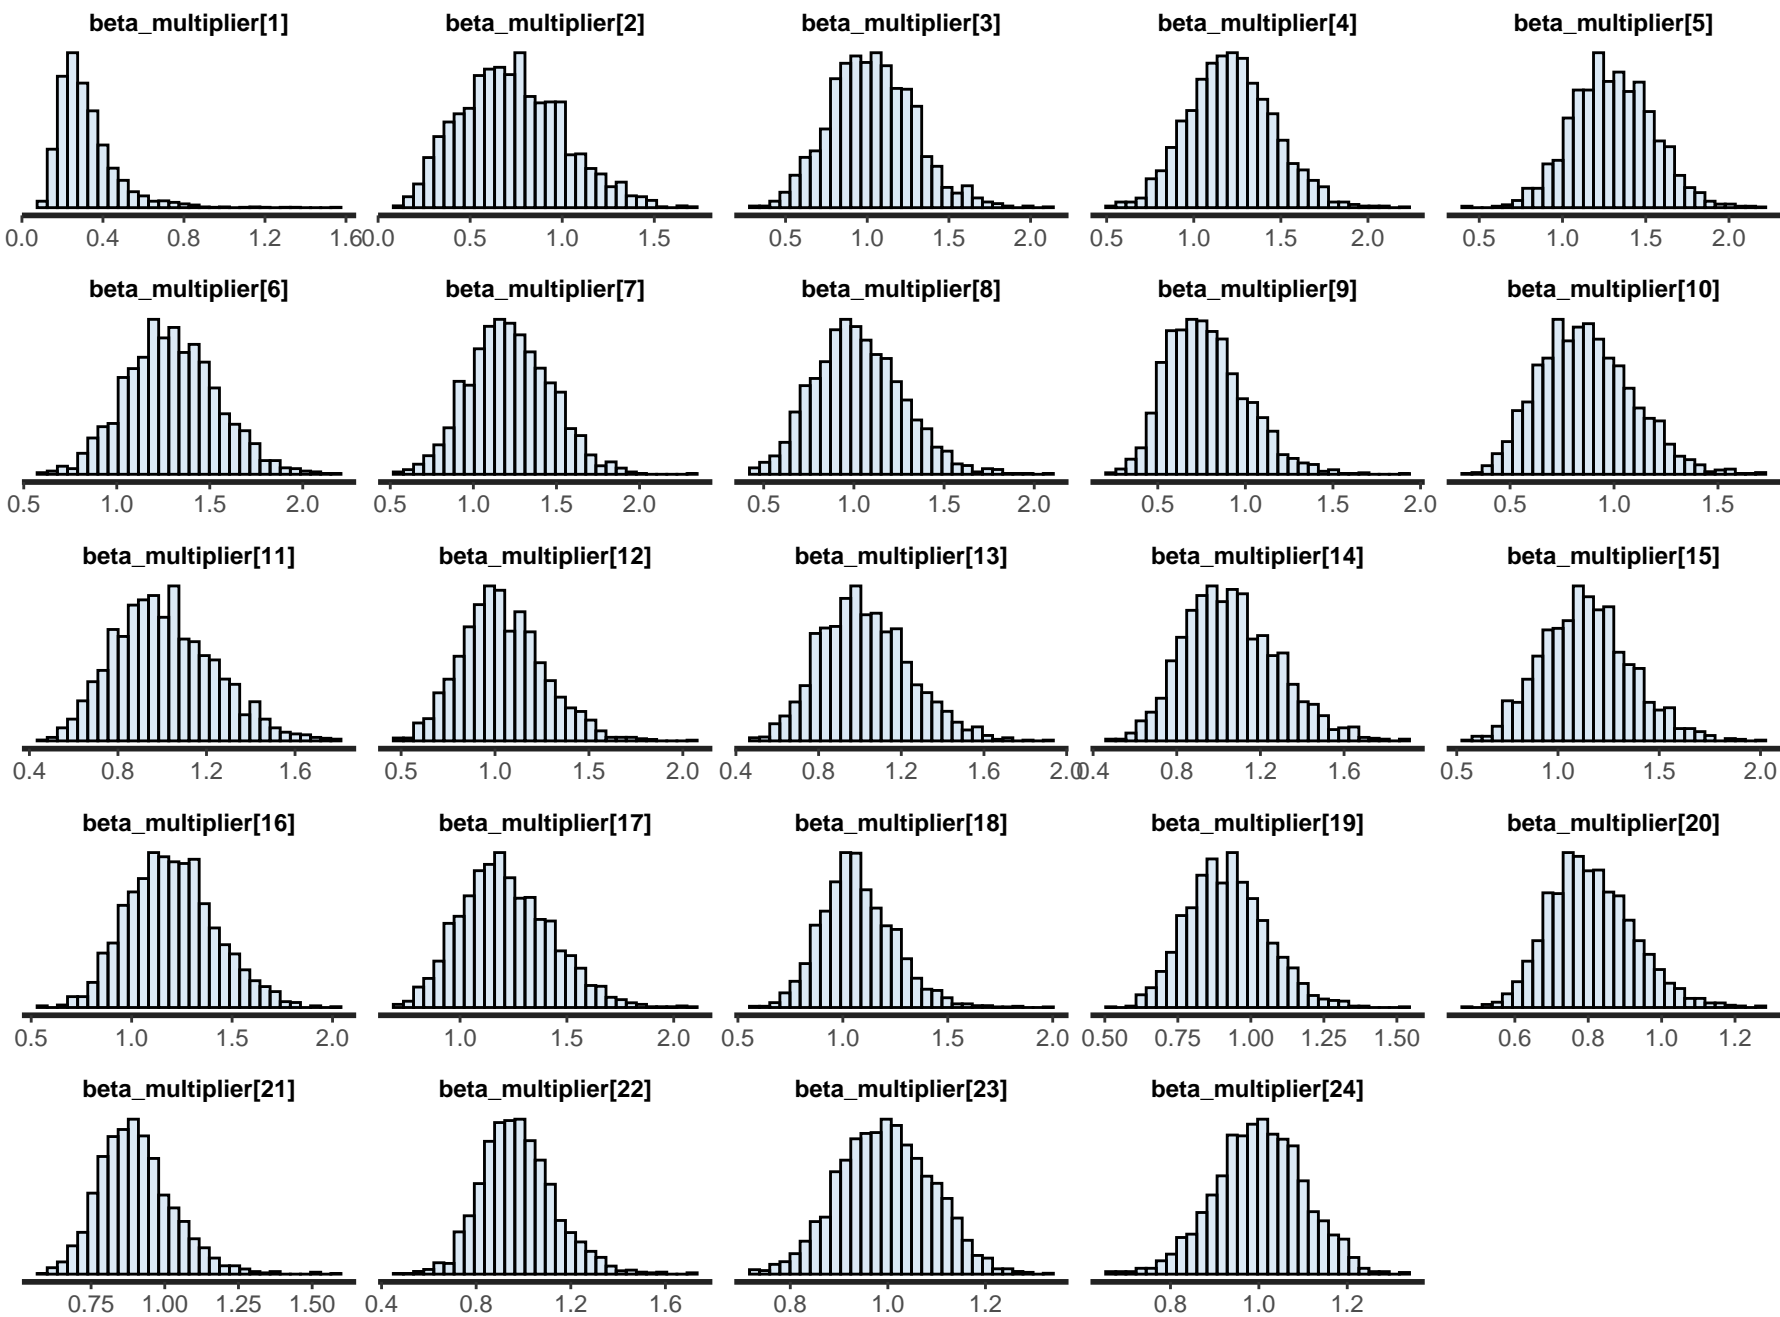 beta_multiplier[1] beta_multiplier[2] beta_multiplier[3] beta_multiplier[4] beta_multiplier[5]
0.0 0.4 0.8 1.2 1.6 0.0 0.5 1.0 1.5 0.5 1.0 1.5 2.0 0.5 1.0 1.5 2.0 0.5 1.0 1.5 2.0
beta_multiplier[6] beta_multiplier[7] beta_multiplier[8] beta_multiplier[9] beta_multiplier[10]
0.5 1.0 1.5 2.0 0.5 1.0 1.5 2.0 0.5 1.0 1.5 2.0 0.5 1.0 1.5 2.0 0.5 1.0 1.5
beta_multiplier[11] beta_multiplier[12] beta_multiplier[13] beta_multiplier[14] beta_multiplier[15]
0.4 0.8 1.2 1.6 0.5 1.0 1.5 2.0 0.4 0.8 1.2 1.6 2.0 0.4 0.8 1.2 1.6 0.5 1.0 1.5 2.0
beta_multiplier[16] beta_multiplier[17] beta_multiplier[18] beta_multiplier[19] beta_multiplier[20]
0.5 1.0 1.5 2.0 1.0 1.5 2.0 0.5 1.0 1.5 2.0 0.50 0.75 1.00 1.25 1.50 0.6 0.8 1.0 1.2
beta_multiplier[21] beta_multiplier[22] beta_multiplier[23] beta_multiplier[24]
0.75 1.00 1.25 1.50 0.4 0.8 1.2 1.6 0.8 1.0 1.2 0.8 1.0 1.2